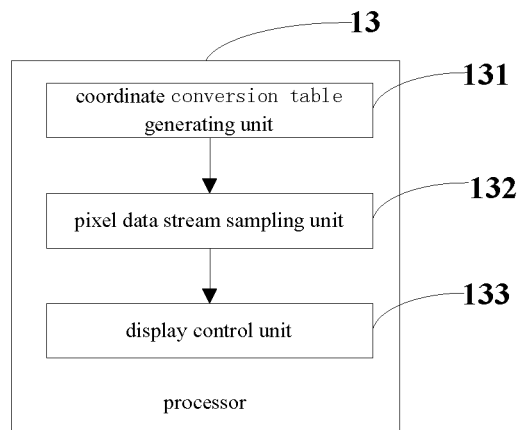 13
coordinate conversion table
generating unit
131
pixel data stream sampling unit
132
display control unit
133
processor